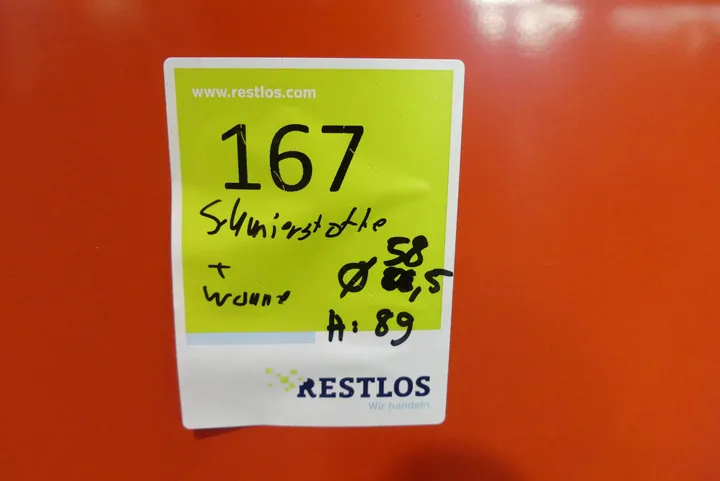 www.restlos.com
167
Schmierstoffe
+
Wanne
Ø 58,5
A: 89
RESTLOS
Wir handeln